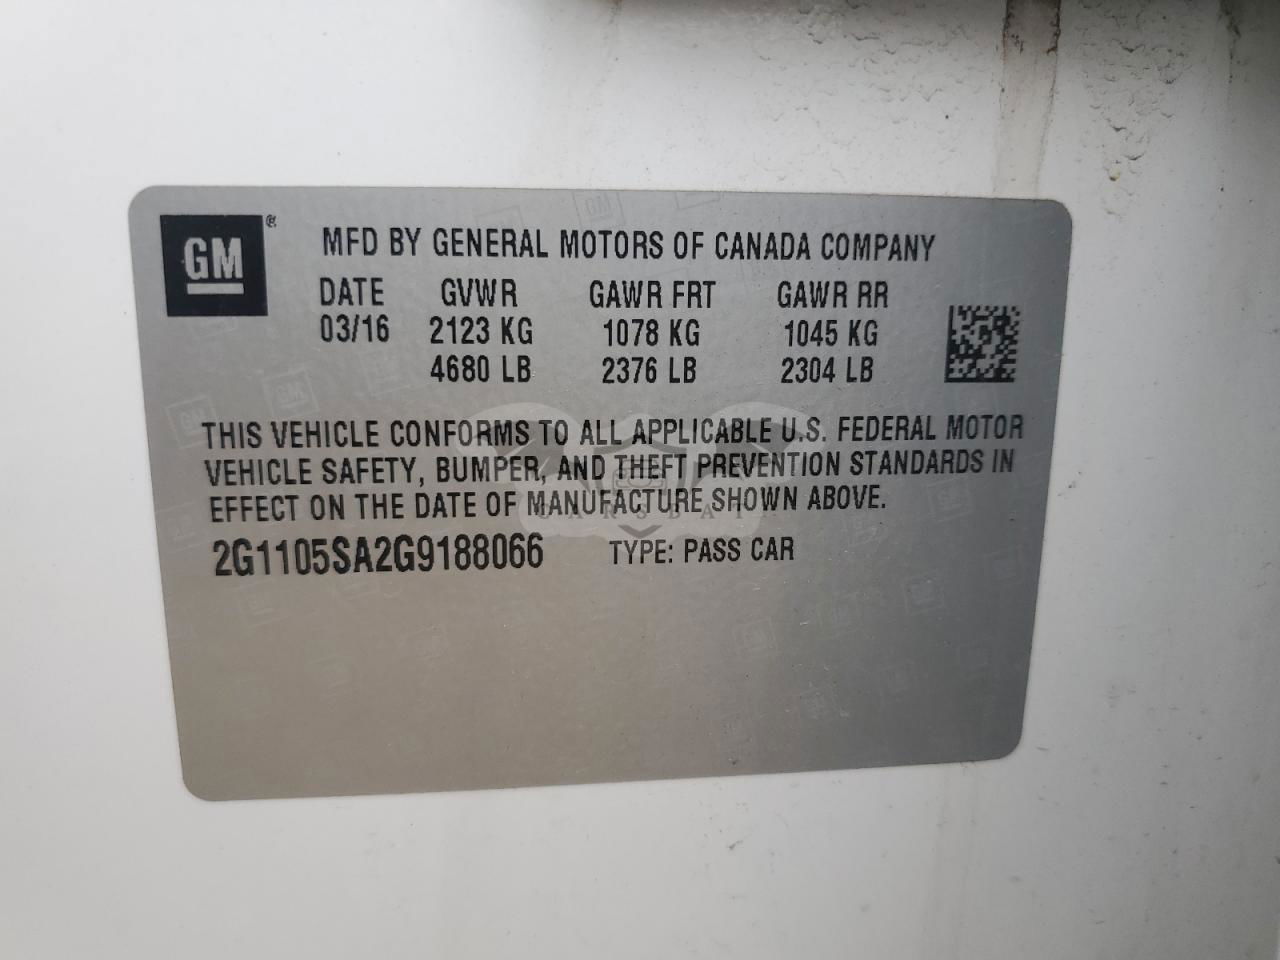 GM®
MFD BY GENERAL MOTORS OF CANADA COMPANY
DATE GVWR GAWR FRT GAWR RR
03/16 2123 KG 1078 KG 1045 KG
4680 LB 2376 LB 2304 LB
THIS VEHICLE CONFORMS TO ALL APPLICABLE U.S. FEDERAL MOTOR
VEHICLE SAFETY, BUMPER, AND THEFT PREVENTION STANDARDS IN
EFFECT ON THE DATE OF MANUFACTURE SHOWN ABOVE.
2G1105SA2G9188066 TYPE: PASS CAR